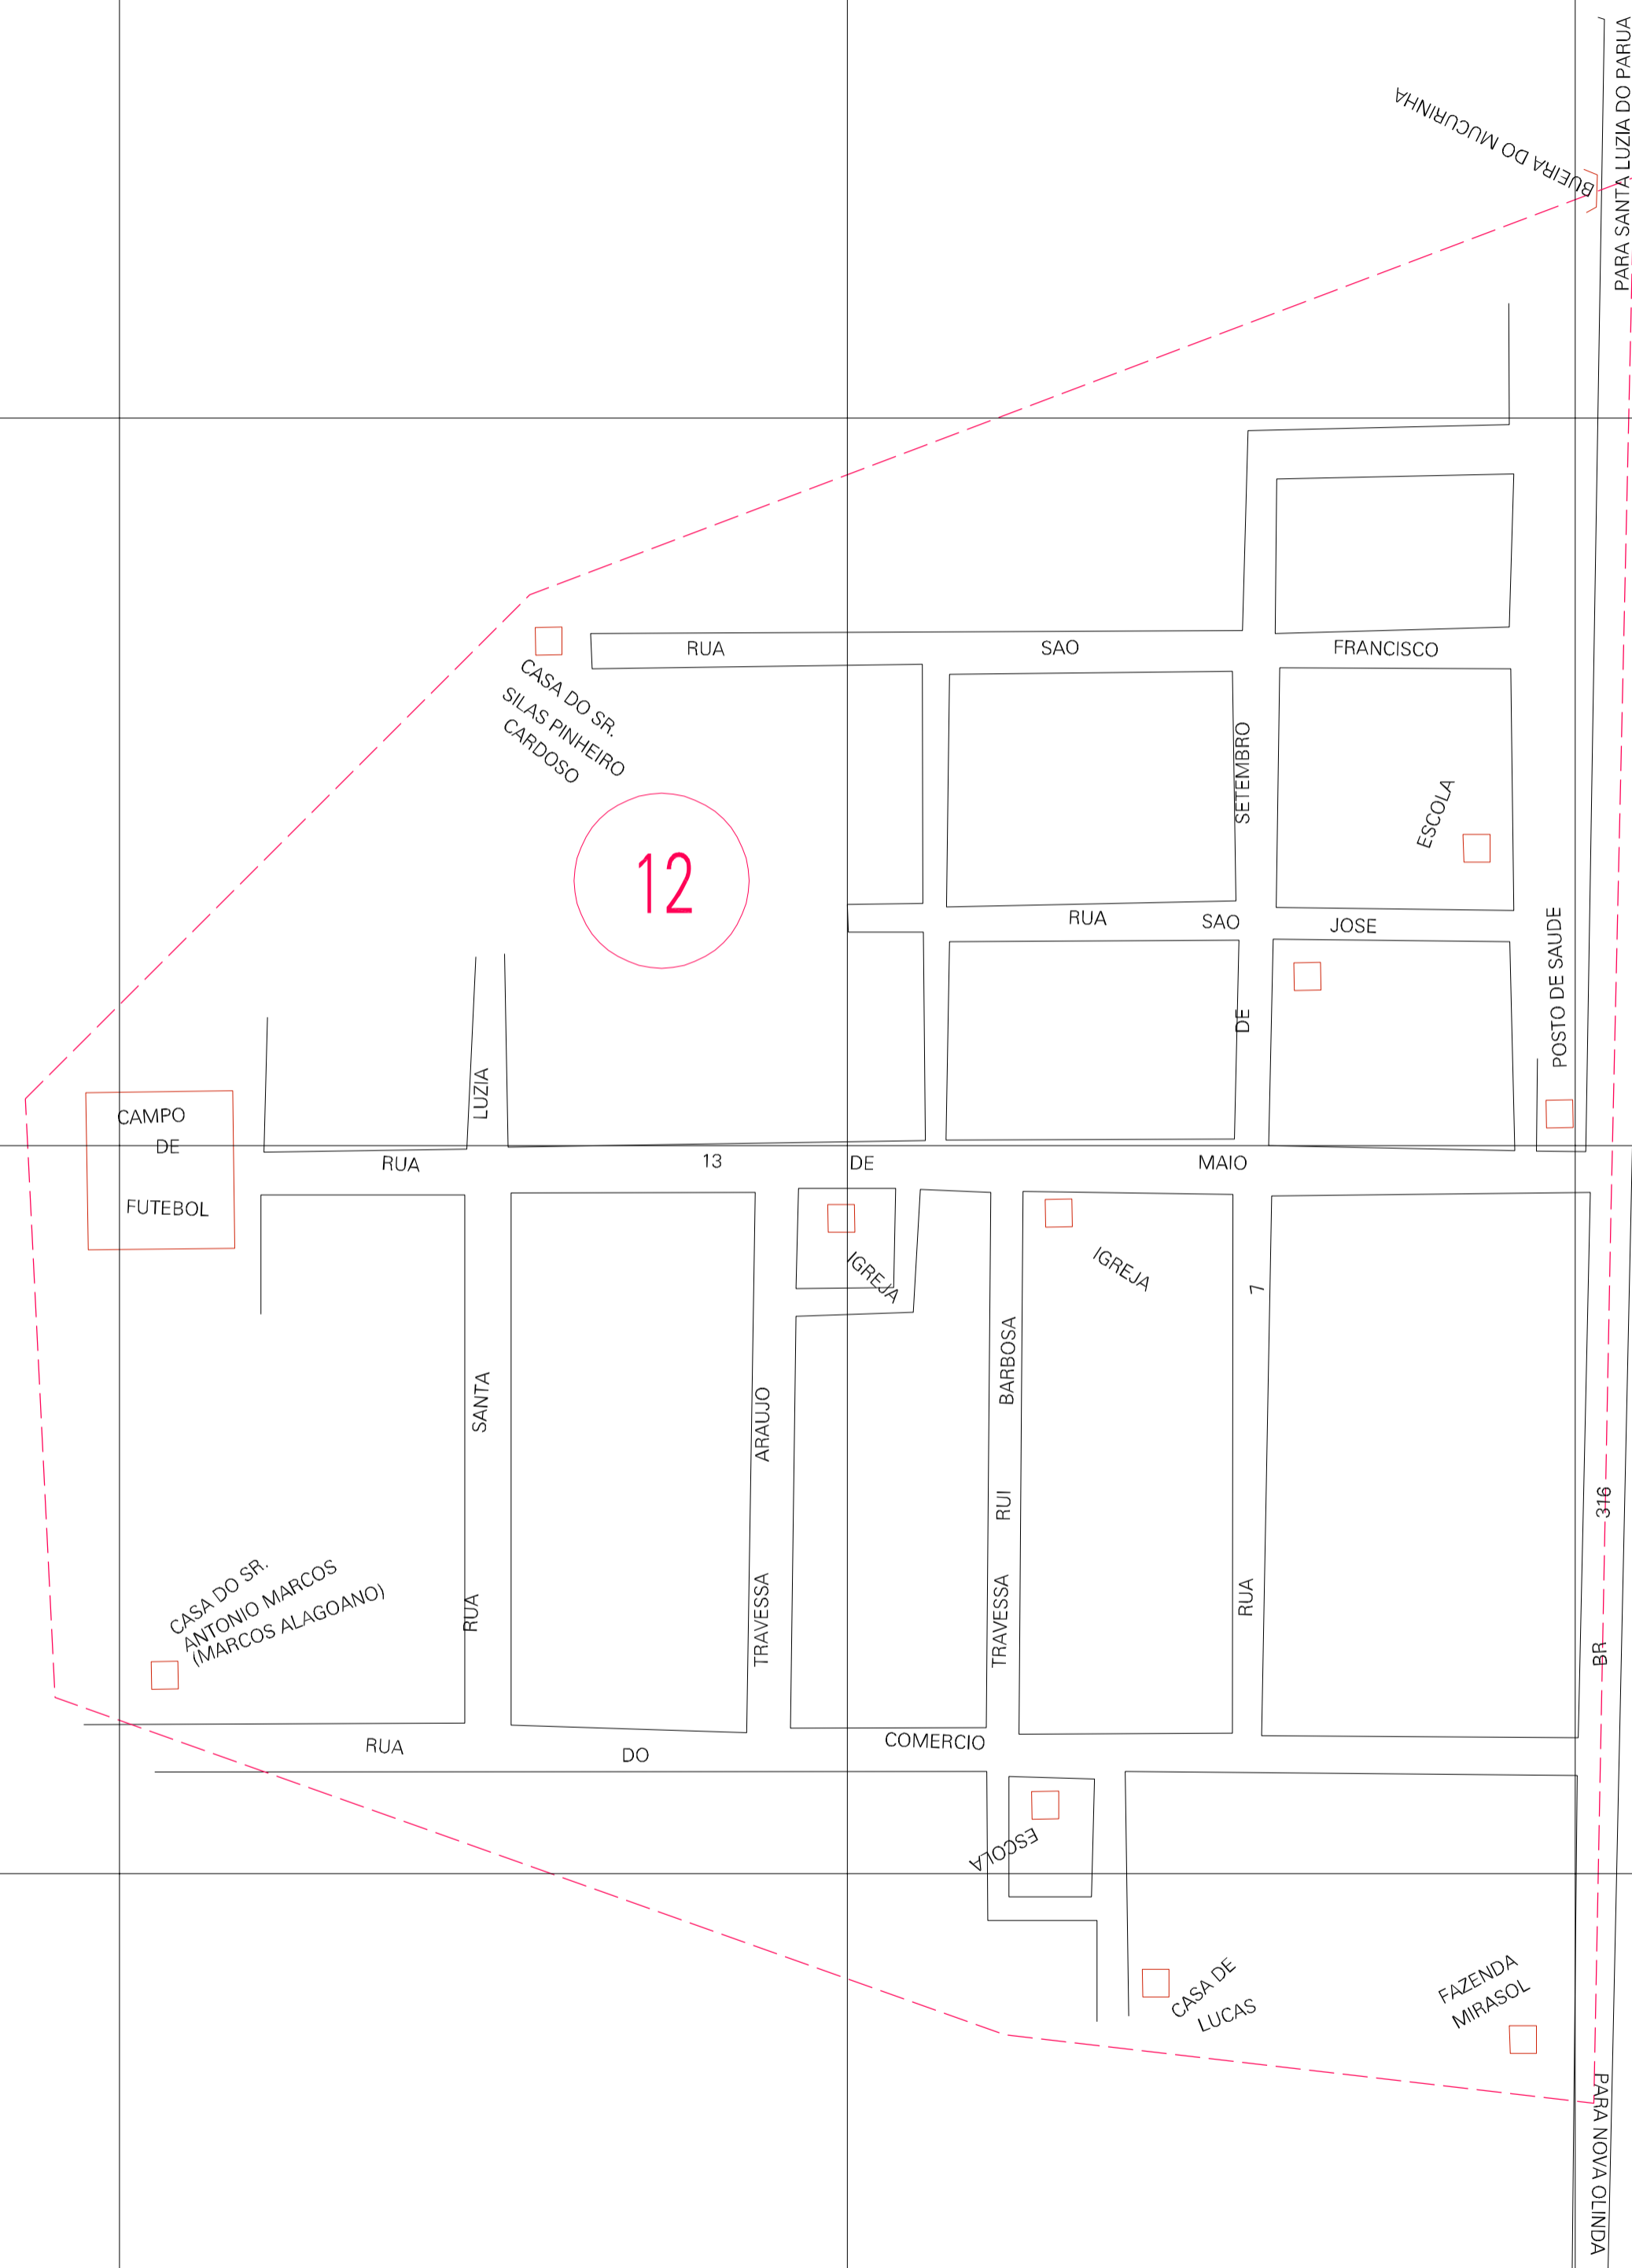 PARA SANTA LUZIA DO PARUA
BUEIRA DO MUCURINHA
RUA SAO FRANCISCO
CASA DO SR.
SILAS PINHEIRO
CARDOSO
SETEMBRO
ESCOLA
12
RUA SAO JOSE
POSTO DE SAUDE
DE
LUZIA
CAMPO
DE
FUTEBOL
RUA 13 DE MAIO
IGREJA
IGREJA
7
SANTA
ARAUJO
BARBOSA
RUI
316
CASA DO SR.
ANTONIO MARCOS
(MARCOS ALAGOANO)
RUA
TRAVESSA
TRAVESSA
RUA
BR
RUA DO COMERCIO
ESCOLA
CASA DE
LUCAS
FAZENDA
MIRASOL
PARA NOVA OLINDA